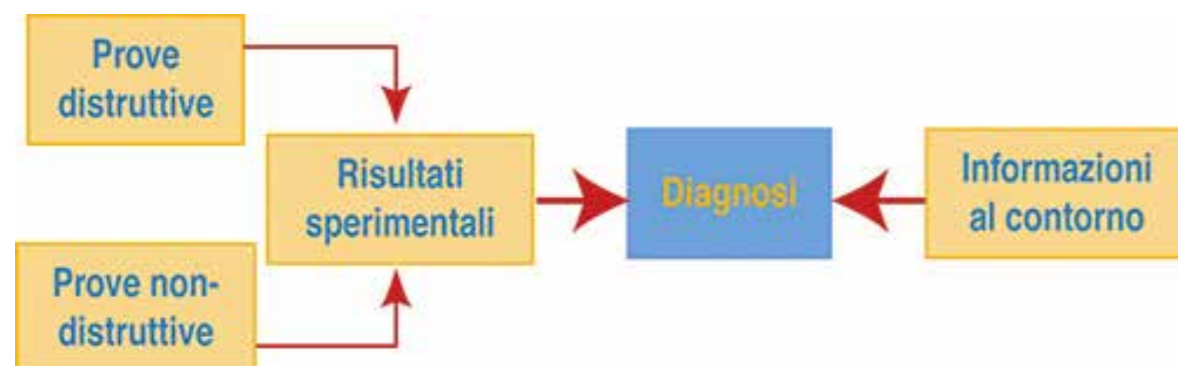 Prove
distruttive
Prove non-
distruttive
Risultati
sperimentali
Diagnosi
Informazioni
al contorno